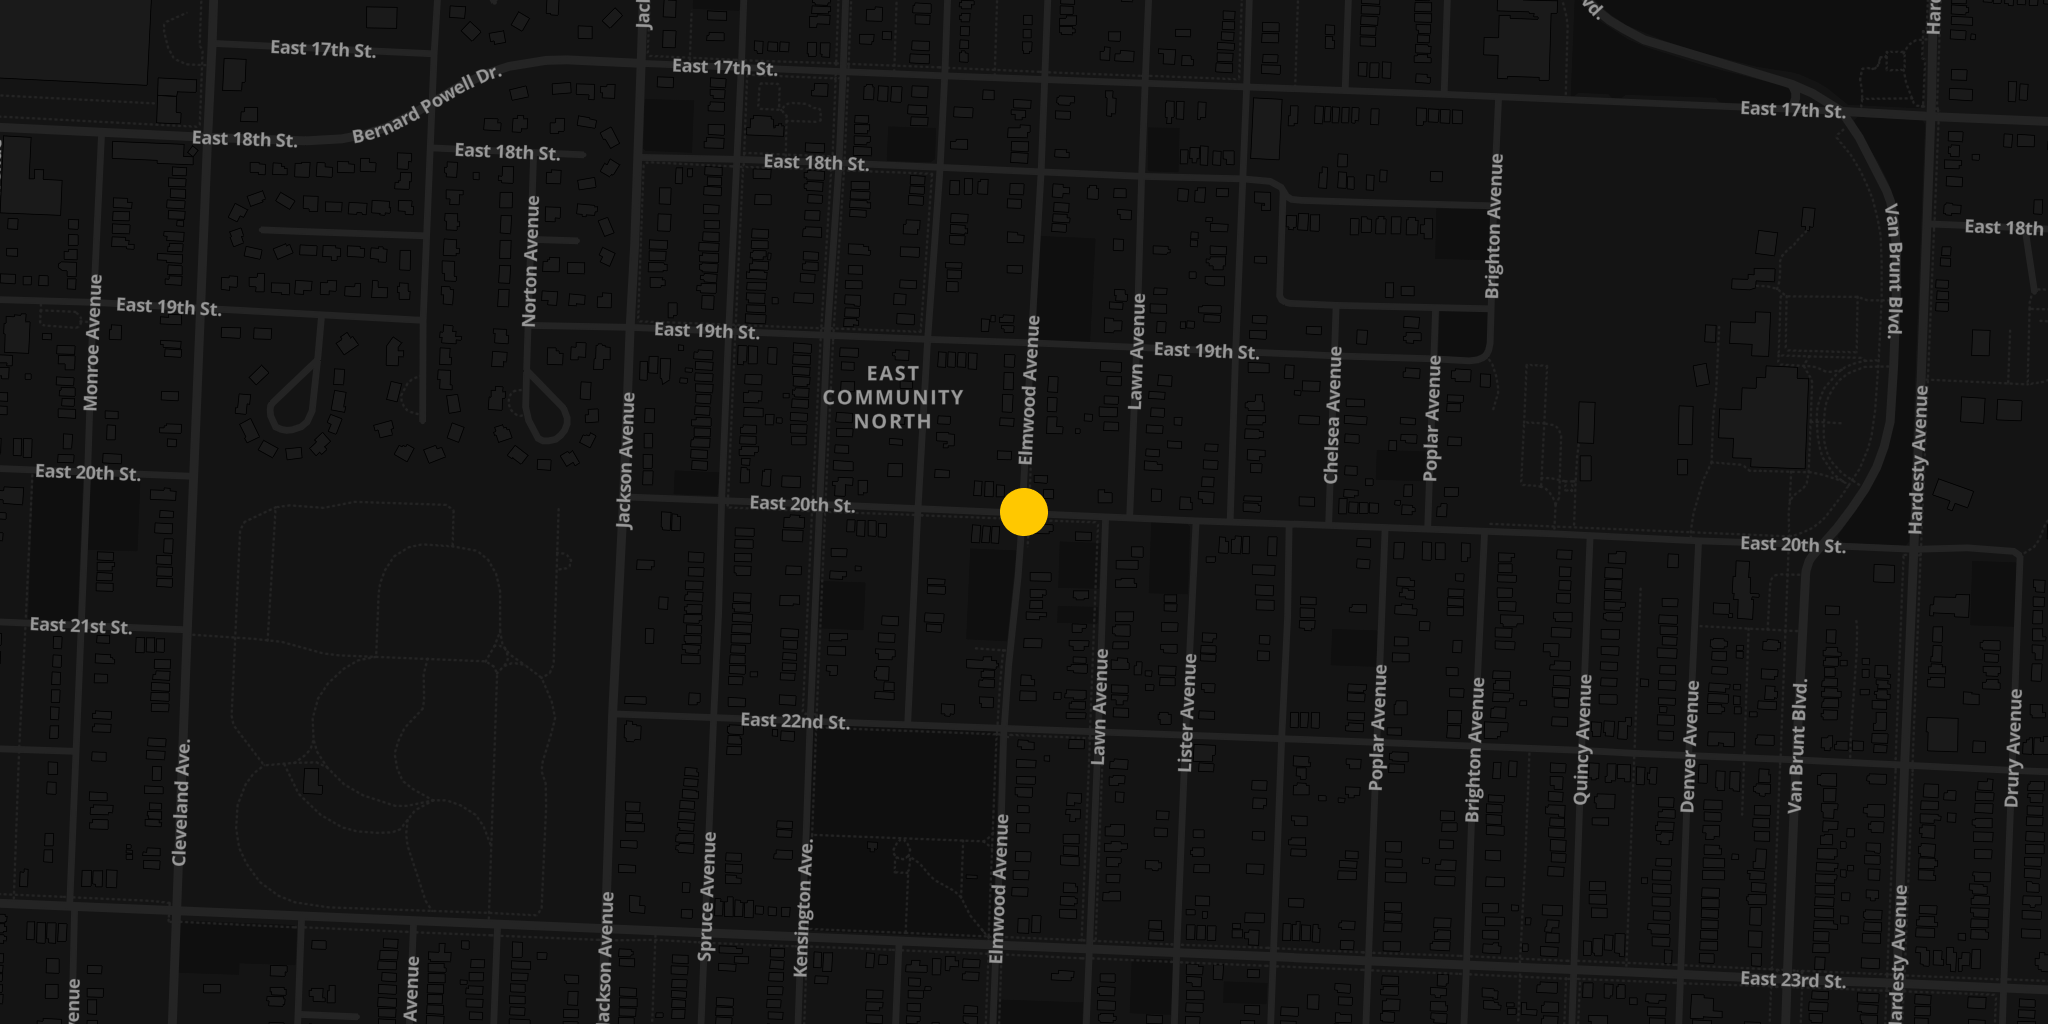 Jac
vd.
Hard
East 17th St.
East 17th St.
Bernard Powell Dr.
East 17th St.
East 18th St.
East 18th St.
East 18th St.
Brighton Avenue
Norton Avenue
Van Brunt Blvd.
East 18th
Monroe Avenue
East 19th St.
East 19th St.
Elmwood Avenue
Lawn Avenue
East 19th St.
Chelsea Avenue
Poplar Avenue
EAST
COMMUNITY
NORTH
Jackson Avenue
Hardesty Avenue
East 20th St.
East 20th St.
East 20th St.
East 21st St.
Lawn Avenue
Lister Avenue
Poplar Avenue
Brighton Avenue
Quincy Avenue
Denver Avenue
Van Brunt Blvd.
Drury Avenue
East 22nd St.
Cleveland Ave.
Spruce Avenue
Kensington Ave.
Elmwood Avenue
Jackson Avenue
Hardesty Avenue
East 23rd St.
venue
Avenue